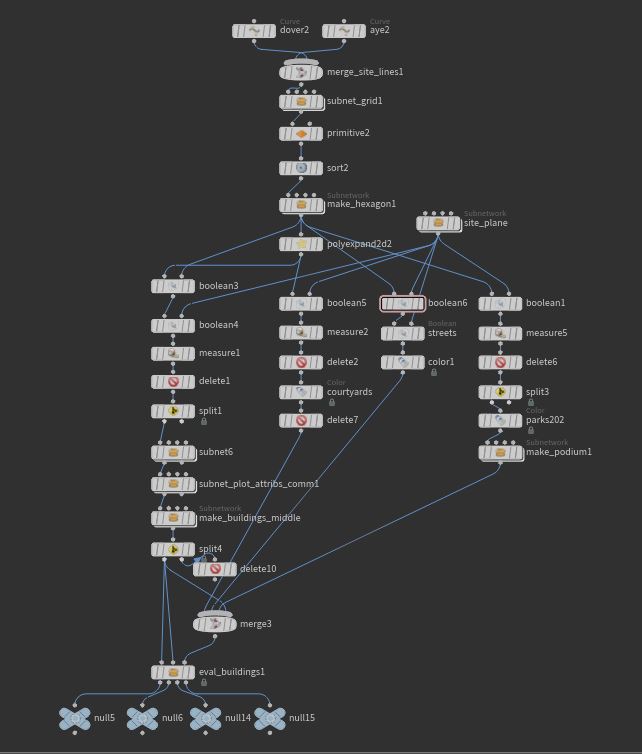 Curve
dover2
Curve
aye2
merge_site_lines1
subnet_grid1
primitive2
sort2
Subnetwork
make_hexagon1
Subnetwork
site_plane
polyexpand2d2
boolean3
boolean5
boolean6
boolean1
boolean4
measure2
Boolean
streets
measure5
measure1
delete2
color1
delete6
delete1
Color
courtyards
split3
split1
delete7
Color
parks202
subnet6
Subnetwork
make_podium1
subnet_plot_attribs_comm1
Subnetwork
make_buildings_middle
split4
delete10
merge3
eval_buildings1
null5
null6
null14
null15